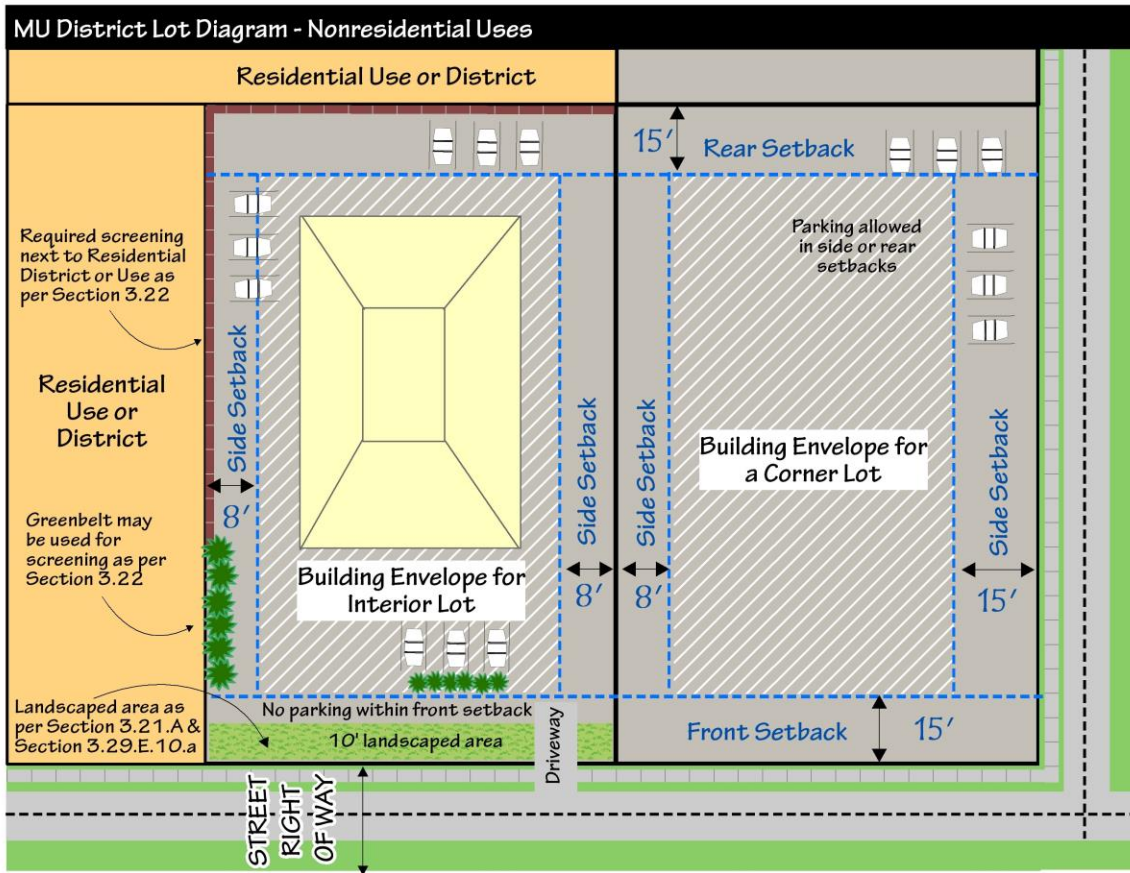 MU District Lot Diagram - Nonresidential Uses
Residential Use or District
15'
Rear Setback
Required screening
next to Residential
District or Use as
per Section 3.22
Parking allowed
in side or rear
setbacks
Residential
Use or
District
Side Setback
8'
Side Setback
8'
Side Setback
8'
Building Envelope for
a Corner Lot
Side Setback
15'
Greenbelt may
be used for
screening as per
Section 3.22
Building Envelope for
Interior Lot
Landscaped area as
per Section 3.21.A &
Section 3.29.E.10.a
No parking within front setback
10' landscaped area
Driveway
Front Setback
15'
STREET
RIGHT
OF WAY